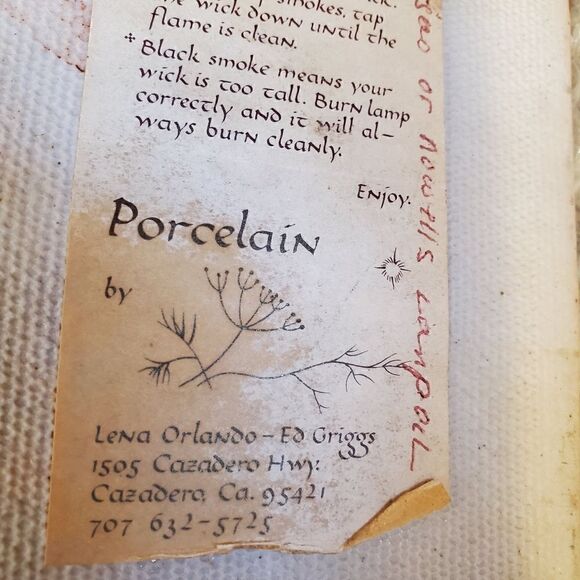 smokes, tap
wick down until the
flame is clean.
* Black smoke means your
wick is too tall. Burn lamp
correctly and it will al-
ways burn cleanly.
Enjoy.
Porcelain
by
Lena Orlando – Ed Griggs
1505 Cazadero Hwy.
Cazadero, Ca. 95421
707 632-5725
or